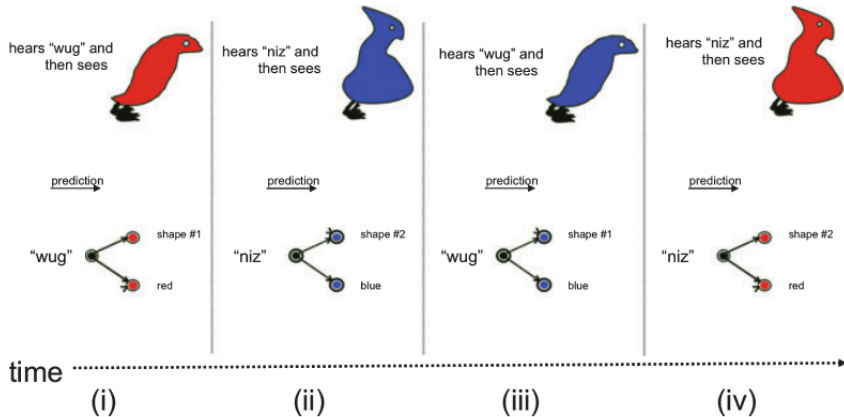 hears “wug” and
then sees
hears “niz” and
then sees
hears “wug” and
then sees
hears “niz” and
then sees
prediction
prediction
prediction
prediction
shape #1
“wug”
red
shape #2
“niz”
blue
shape #1
“wug”
blue
shape #2
“niz”
red
time
(i)
(ii)
(iii)
(iv)